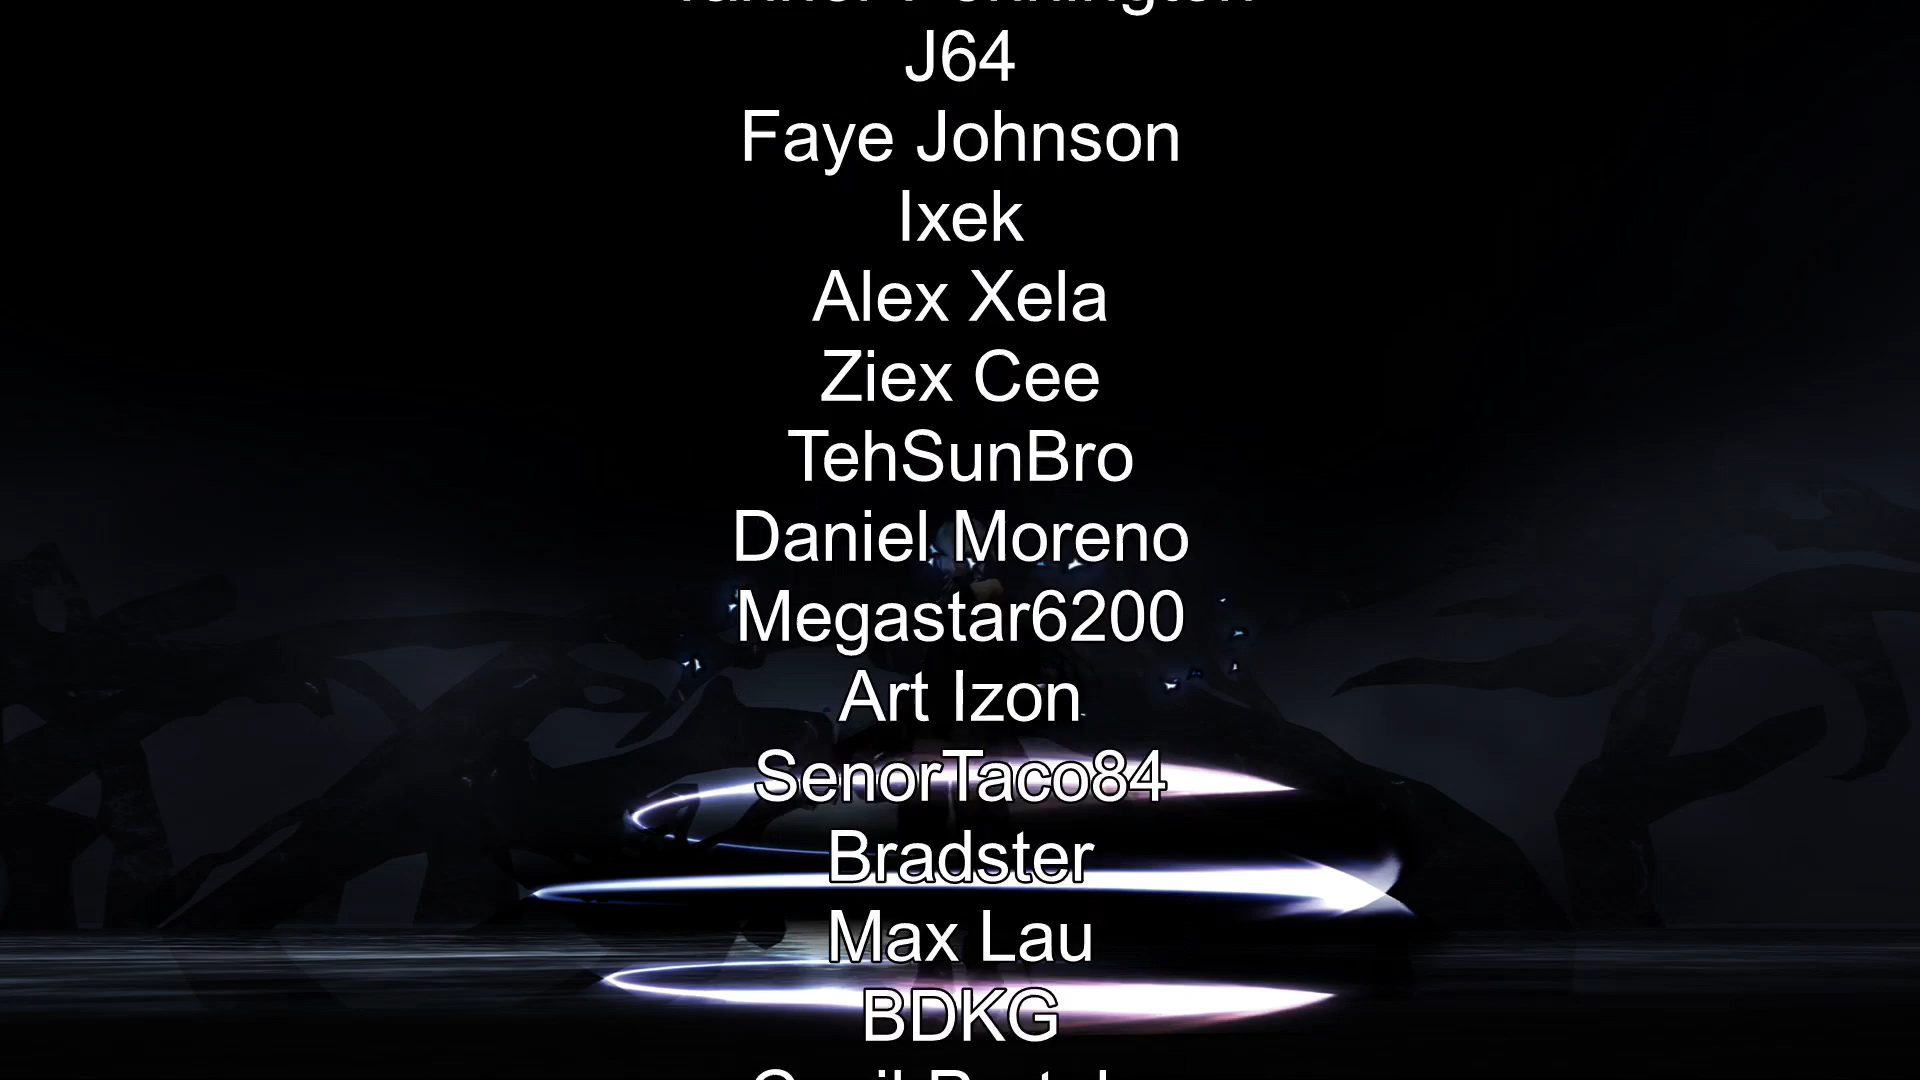 J64
Faye Johnson
Ixek
Alex Xela
Ziex Cee
TehSunBro
Daniel Moreno
Megastar6200
Art Izon
SenorTaco84
Bradster
Max Lau
BDKG